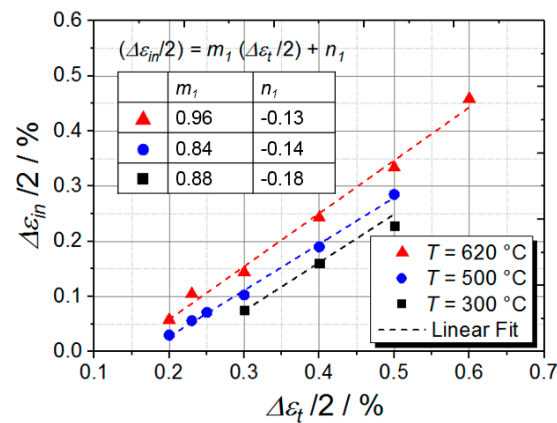 (Δε_in/2) = m_1 (Δε_t/2) + n_1
m_1 n_1
0.96 -0.13
0.84 -0.14
0.88 -0.18
0.6
0.5
0.4
0.3
0.2
0.1
0.0
Δε_in/2 / %
T = 620 °C
T = 500 °C
T = 300 °C
Linear Fit
0.1 0.2 0.3 0.4 0.5 0.6 0.7
Δε_t/2 / %